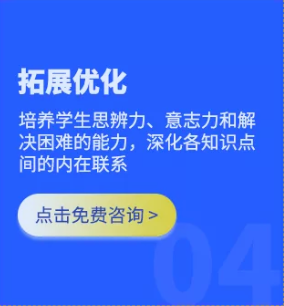 拓展优化
培养学生思辨力、意志力和解
决困难的能力，深化各知识点
间的内在联系
点击免费咨询 >
04